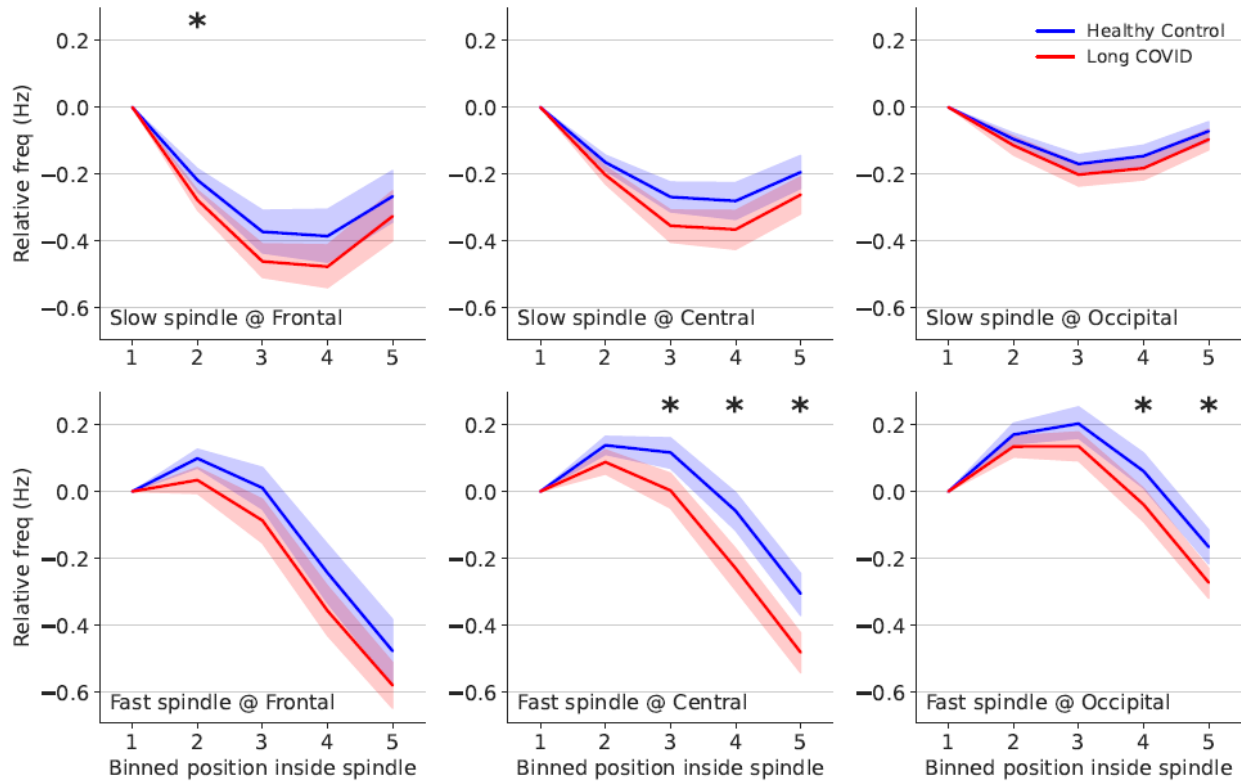 *
0.2
0.0
−0.2
−0.4
−0.6
Relative freq (Hz)
Slow spindle @ Frontal
1 2 3 4 5
0.2
0.0
−0.2
−0.4
−0.6
Slow spindle @ Central
1 2 3 4 5
Healthy Control
Long COVID
0.2
0.0
−0.2
−0.4
−0.6
Slow spindle @ Occipital
1 2 3 4 5
0.2
0.0
−0.2
−0.4
−0.6
Relative freq (Hz)
Fast spindle @ Frontal
1 2 3 4 5
Binned position inside spindle
* * *
0.2
0.0
−0.2
−0.4
−0.6
Fast spindle @ Central
1 2 3 4 5
Binned position inside spindle
* *
0.2
0.0
−0.2
−0.4
−0.6
Fast spindle @ Occipital
1 2 3 4 5
Binned position inside spindle